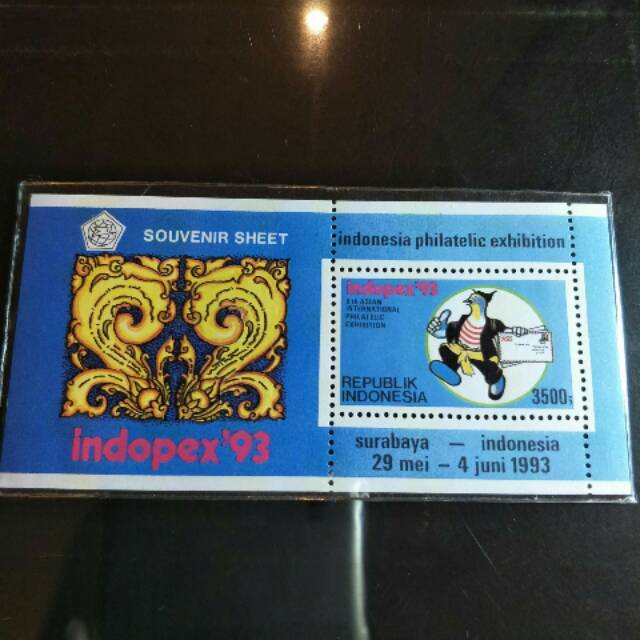 SOUVENIR SHEET
indopex'93
indonesia philatelic exhibition
indopex'93
ASIAN
INTERNATIONAL
PHILATELIC
EXHIBITION
REPUBLIK
INDONESIA
3500
surabaya — indonesia
29 mei – 4 juni 1993